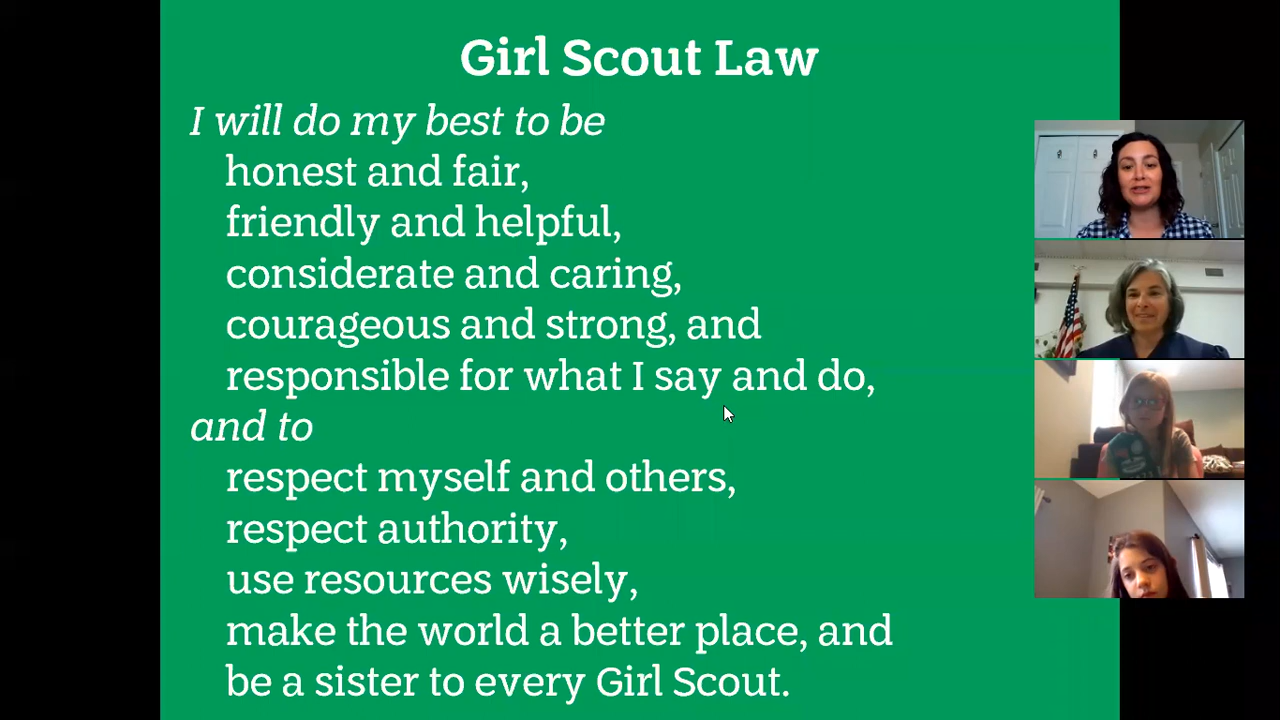 Girl Scout Law
I will do my best to be
honest and fair,
friendly and helpful,
considerate and caring,
courageous and strong, and
responsible for what I say and do,
and to
respect myself and others,
respect authority,
use resources wisely,
make the world a better place, and
be a sister to every Girl Scout.